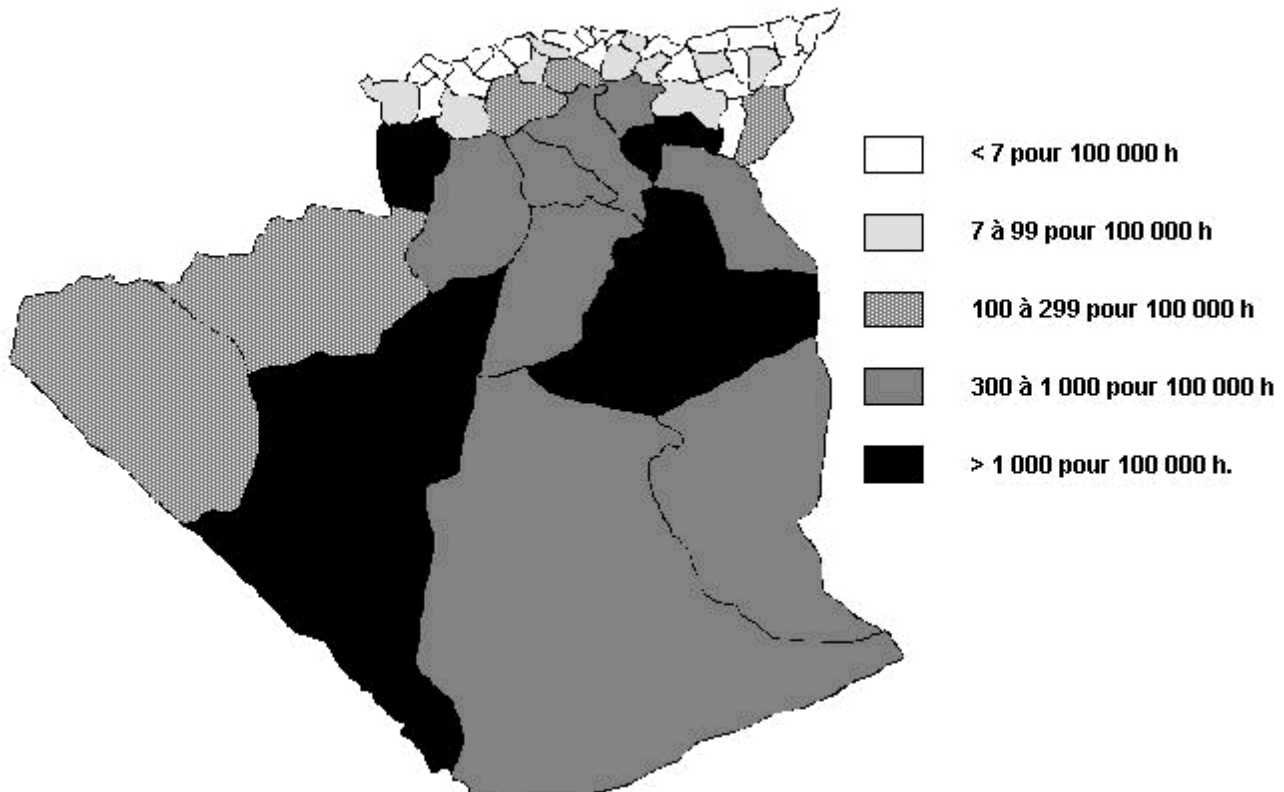 < 7 pour 100 000 h
7 à 99 pour 100 000 h
100 à 299 pour 100 000 h
300 à 1 000 pour 100 000 h
> 1 000 pour 100 000 h.